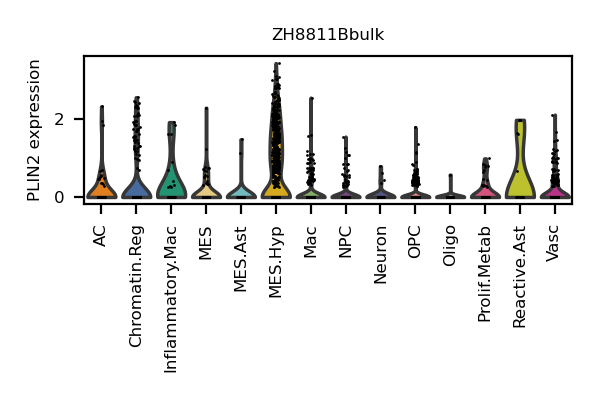 ZH8811Bbulk
PLIN2 expression
2
0
AC
Chromatin.Reg
Inflammatory.Mac
MES
MES.Ast
MES.Hyp
Mac
NPC
Neuron
OPC
Oligo
Prolif.Metab
Reactive.Ast
Vasc